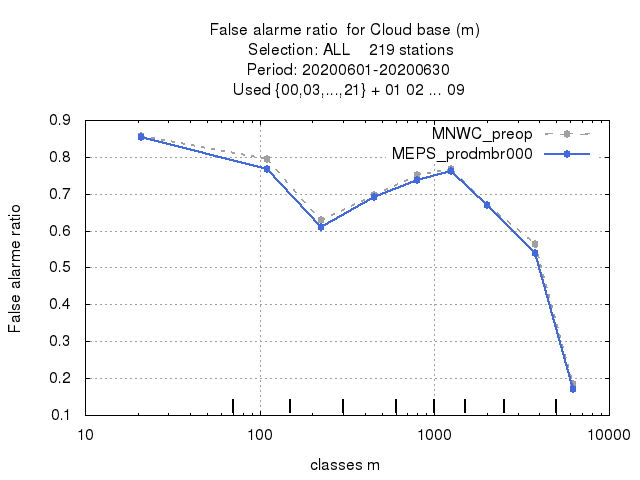 False alarme ratio  for Cloud base (m)
Selection: ALL    219 stations
Period: 20200601-20200630
Used {00,03,...,21} + 01 02 ... 09
MNWC_preop
MEPS_prodmbr000
False alarme ratio
0.9
0.8
0.7
0.6
0.5
0.4
0.3
0.2
0.1
10
100
1000
10000
classes m